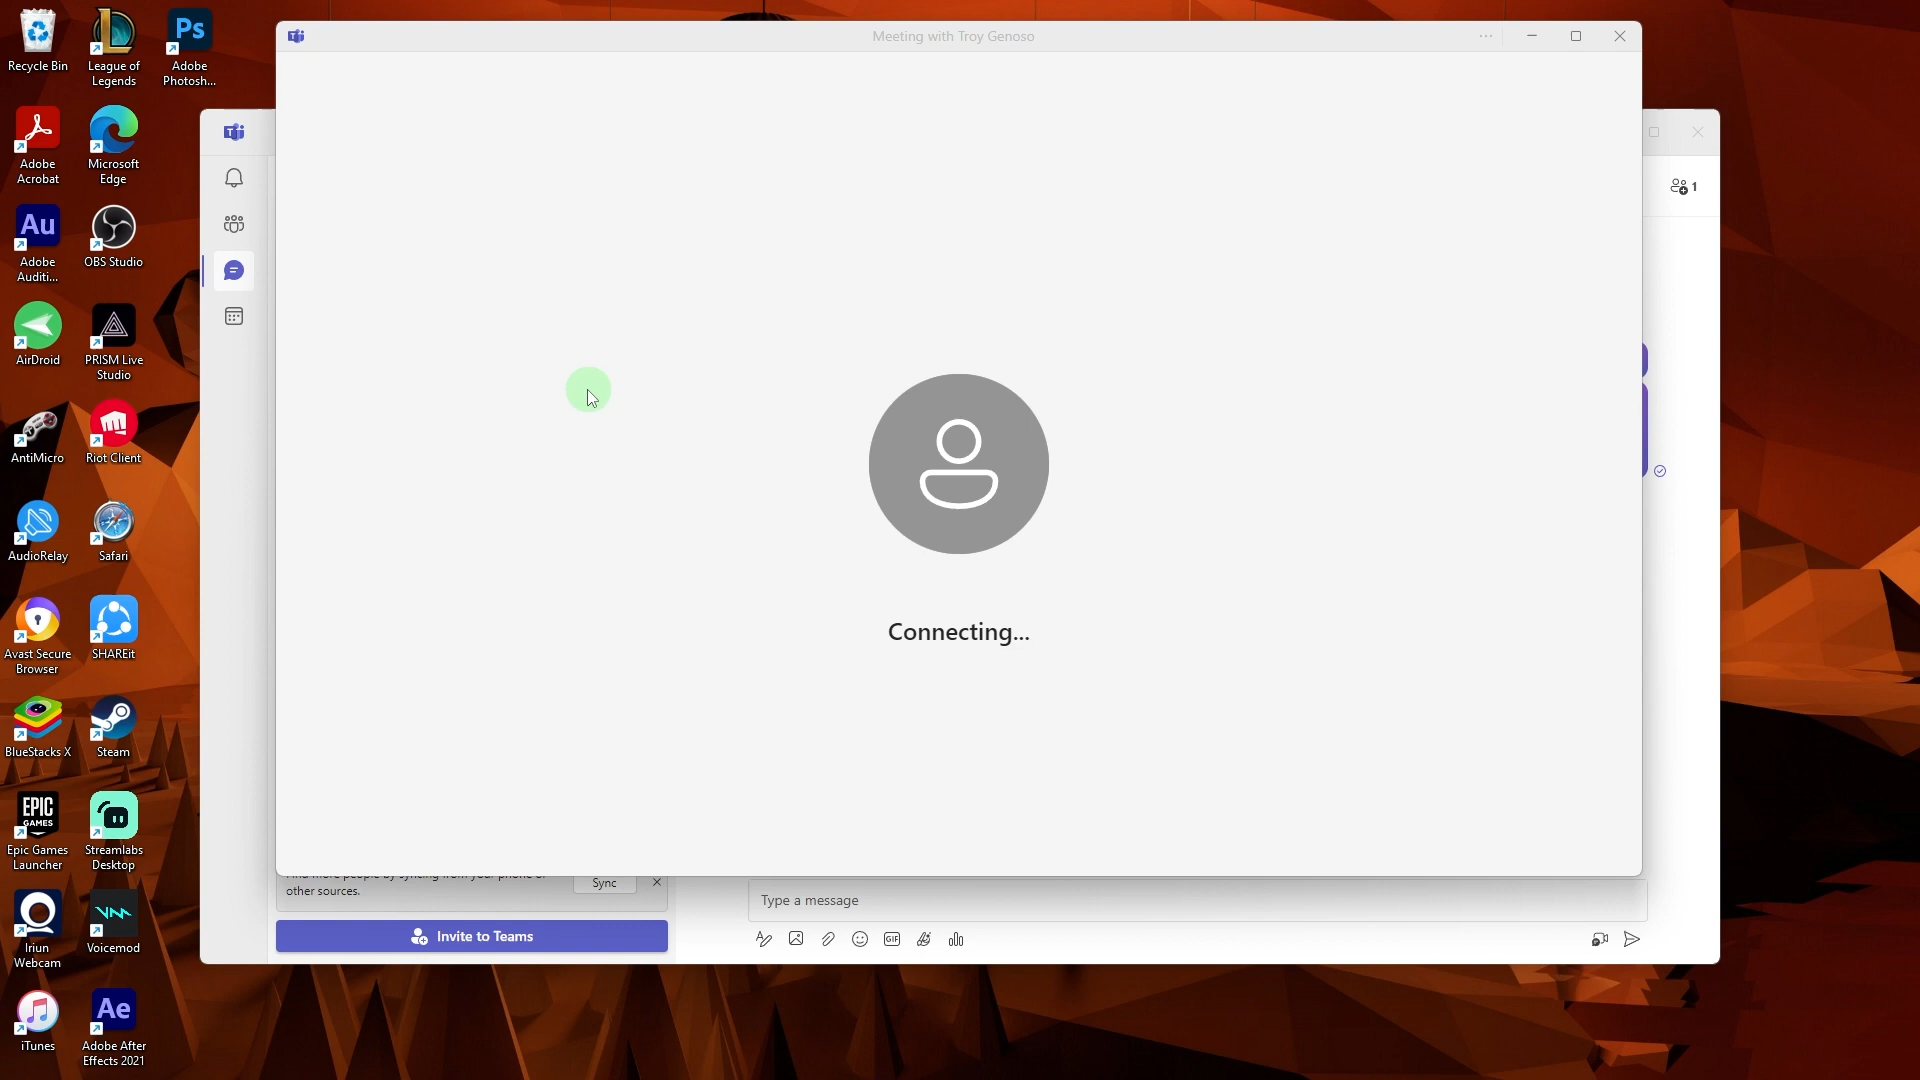 Recycle Bin
League of
Legends
Ps
Adobe
Photosh...
Adobe
Acrobat
Microsoft
Edge
Au
Adobe
Auditi...
OBS Studio
AirDroid
PRISM Live
Studio
AntiMicro
Riot Client
AudioRelay
Safari
Avast Secure
Browser
SHAREit
BlueStacks X
Steam
EPIC
GAMES
Epic Games
Launcher
Streamlabs
Desktop
Iriun
Webcam
Voicemod
iTunes
Ae
Adobe After
Effects 2021
Meeting with Troy Genoso
Connecting...
1
other sources.
Sync
Invite to Teams
Type a message
GIF